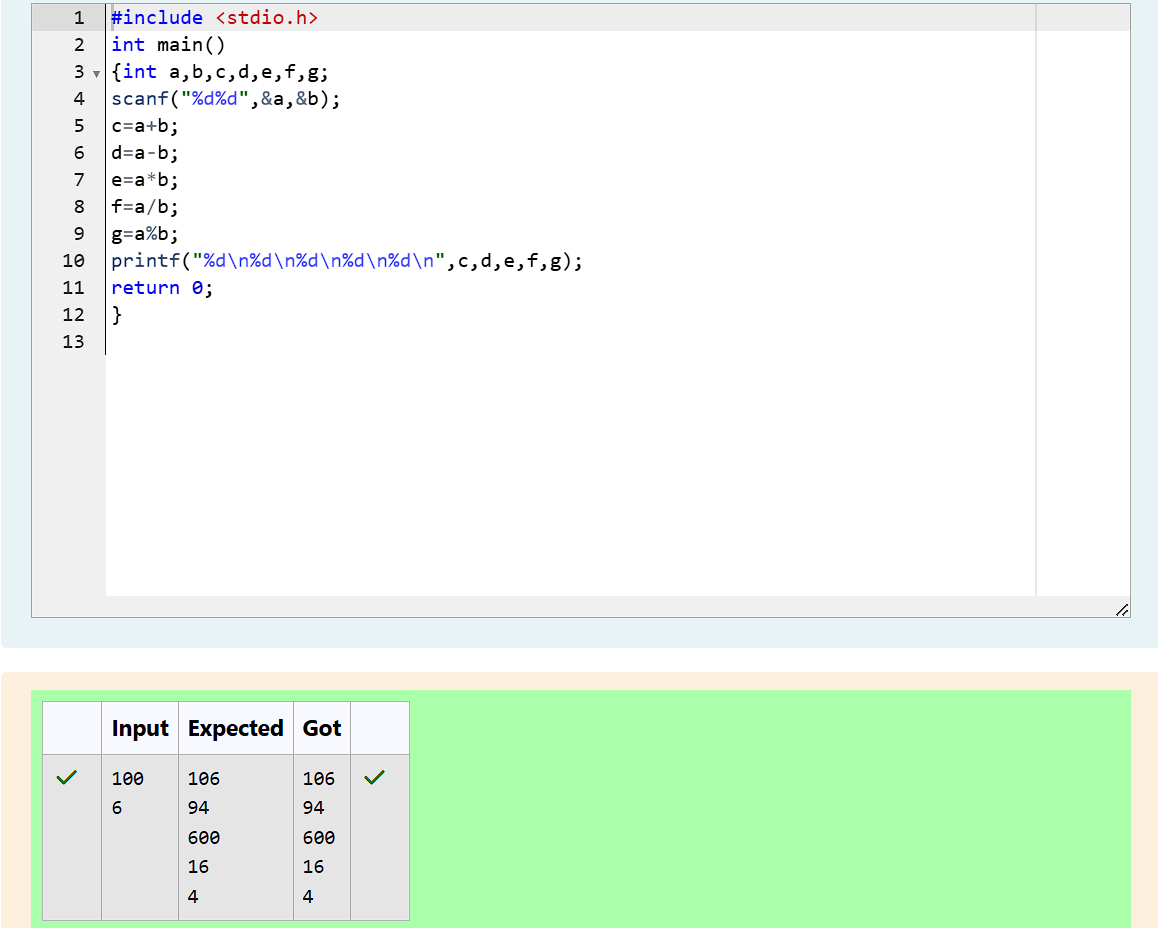 1 #include <stdio.h>
2 int main()
3 {int a,b,c,d,e,f,g;
4 scanf("%d%d",&a,&b);
5 c=a+b;
6 d=a-b;
7 e=a*b;
8 f=a/b;
9 g=a%b;
10 printf("%d\n%d\n%d\n%d\n%d\n",c,d,e,f,g);
11 return 0;
12 }
13
Input Expected Got
100 106 106
6 94 94
600 600
16 16
4 4